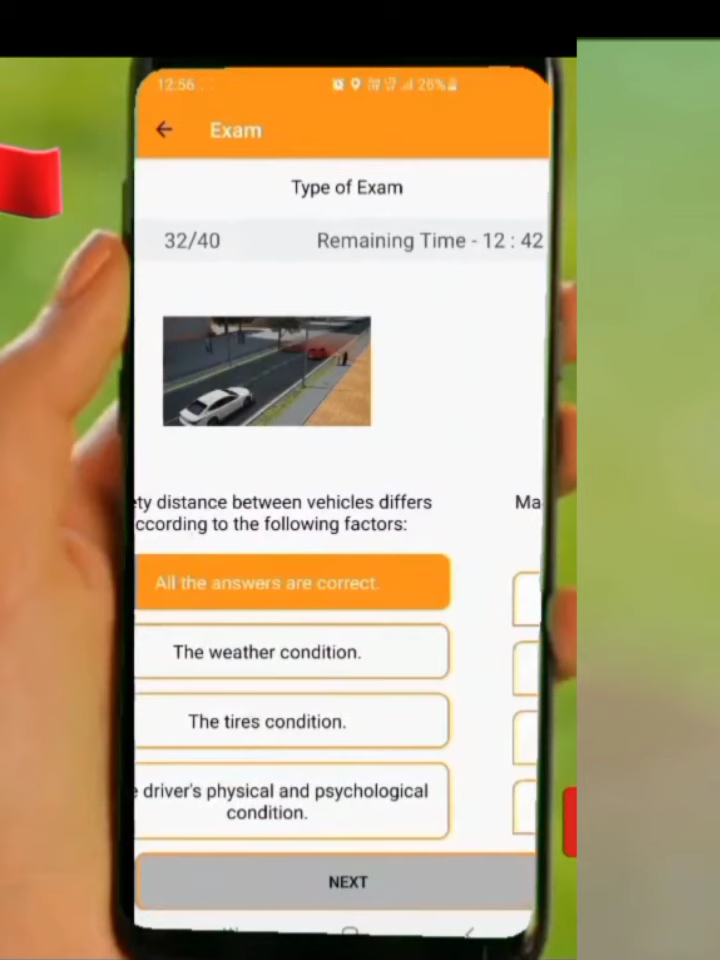 12:56
26%
Exam
Type of Exam
32/40
Remaining Time - 12 : 42
ty distance between vehicles differs
ccording to the following factors:
Ma
All the answers are correct.
The weather condition.
The tires condition.
driver's physical and psychological
condition.
NEXT